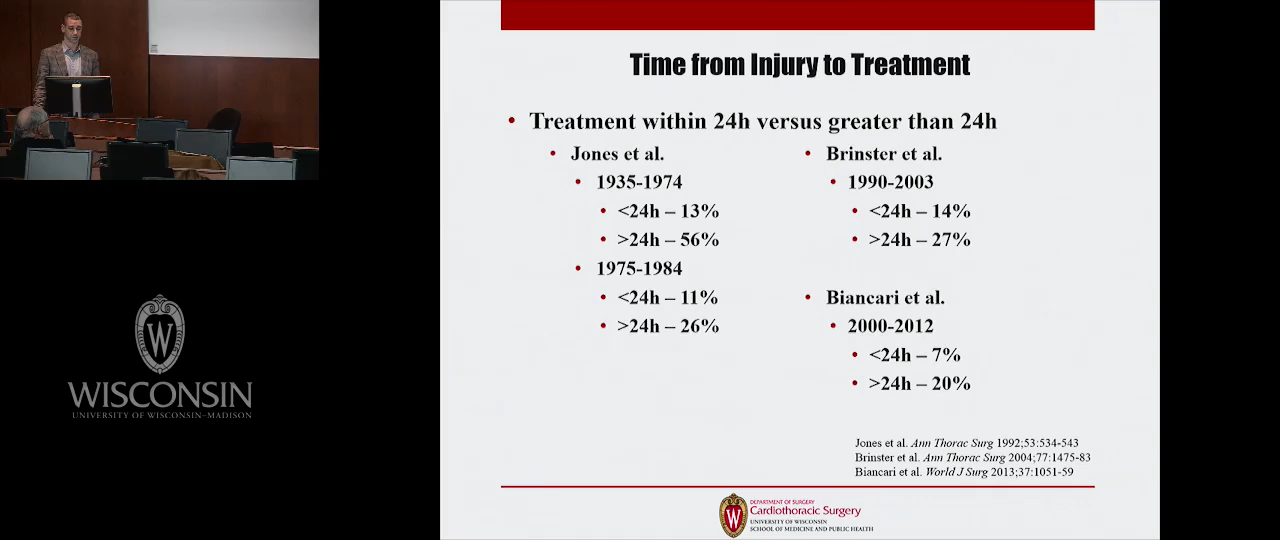 Time from Injury to Treatment
• Treatment within 24h versus greater than 24h
• Jones et al.
• 1935-1974
• <24h – 13%
• >24h – 56%
• 1975-1984
• <24h – 11%
• >24h – 26%
• Brinster et al.
• 1990-2003
• <24h – 14%
• >24h – 27%
• Biancari et al.
• 2000-2012
• <24h – 7%
• >24h – 20%
Jones et al. Ann Thorac Surg 1992;53:534-543
Brinster et al. Ann Thorac Surg 2004;77:1475-83
Biancari et al. World J Surg 2013;37:1051-59
W
DEPARTMENT OF SURGERY
Cardiothoracic Surgery
UNIVERSITY OF WISCONSIN
SCHOOL OF MEDICINE AND PUBLIC HEALTH
W
WISCONSIN
UNIVERSITY OF WISCONSIN–MADISON